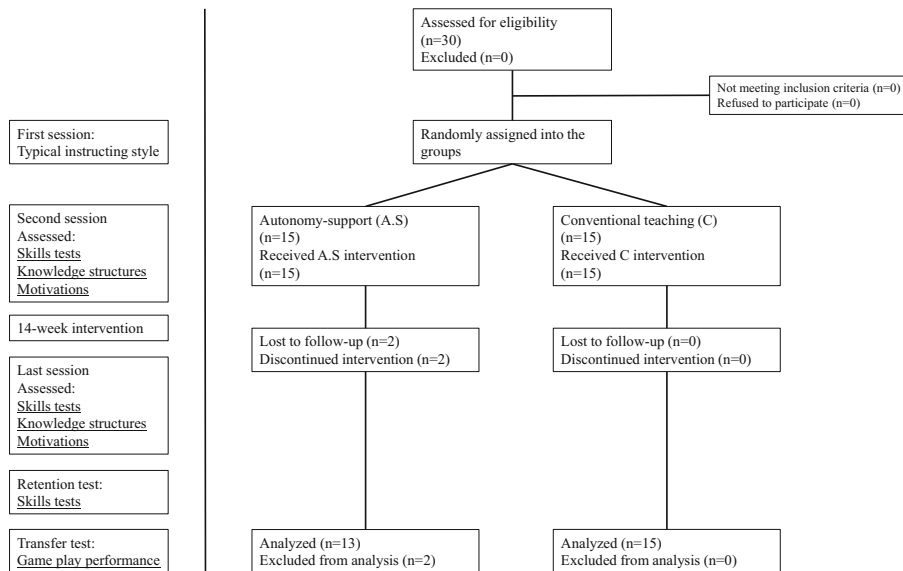 Assessed for eligibility
(n=30)
Excluded (n=0)
Not meeting inclusion criteria (n=0)
Refused to participate (n=0)
First session:
Typical instructing style
Randomly assigned into the
groups
Second session
Assessed:
Skills tests
Knowledge structures
Motivations
Autonomy-support (A.S)
(n=15)
Received A.S intervention
(n=15)
Conventional teaching (C)
(n=15)
Received C intervention
(n=15)
14-week intervention
Lost to follow-up (n=2)
Discontinued intervention (n=2)
Lost to follow-up (n=0)
Discontinued intervention (n=0)
Last session
Assessed:
Skills tests
Knowledge structures
Motivations
Retention test:
Skills tests
Transfer test:
Game play performance
Analyzed (n=13)
Excluded from analysis (n=2)
Analyzed (n=15)
Excluded from analysis (n=0)